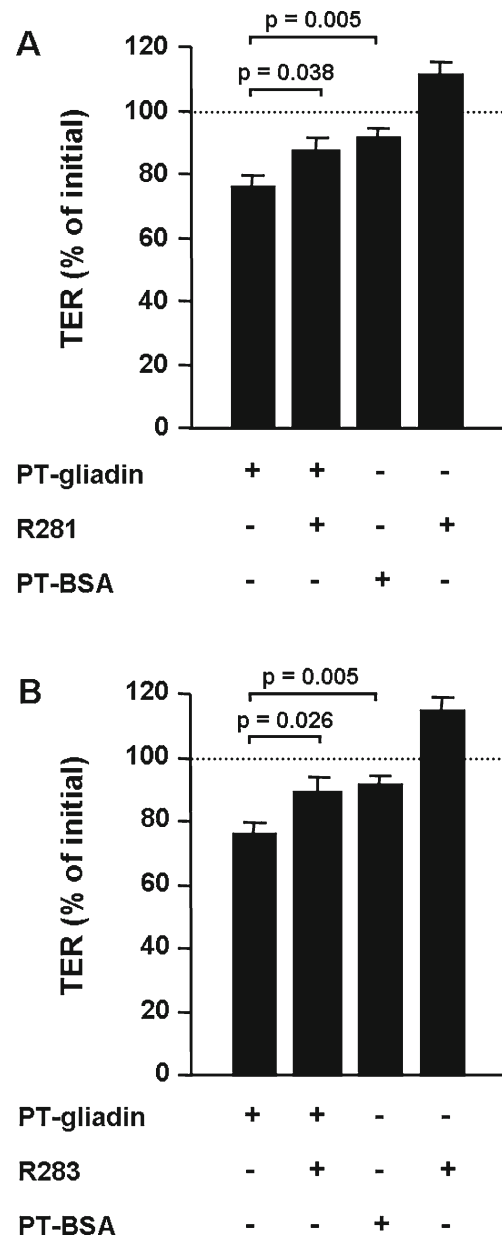 A
p = 0.005
p = 0.038
TER (% of initial)
120
100
80
60
40
20
0
PT-gliadin + + - -
R281 - + - +
PT-BSA - - + -
B
p = 0.005
p = 0.026
TER (% of initial)
120
100
80
60
40
20
0
PT-gliadin + + - -
R283 - + - +
PT-BSA - - + -